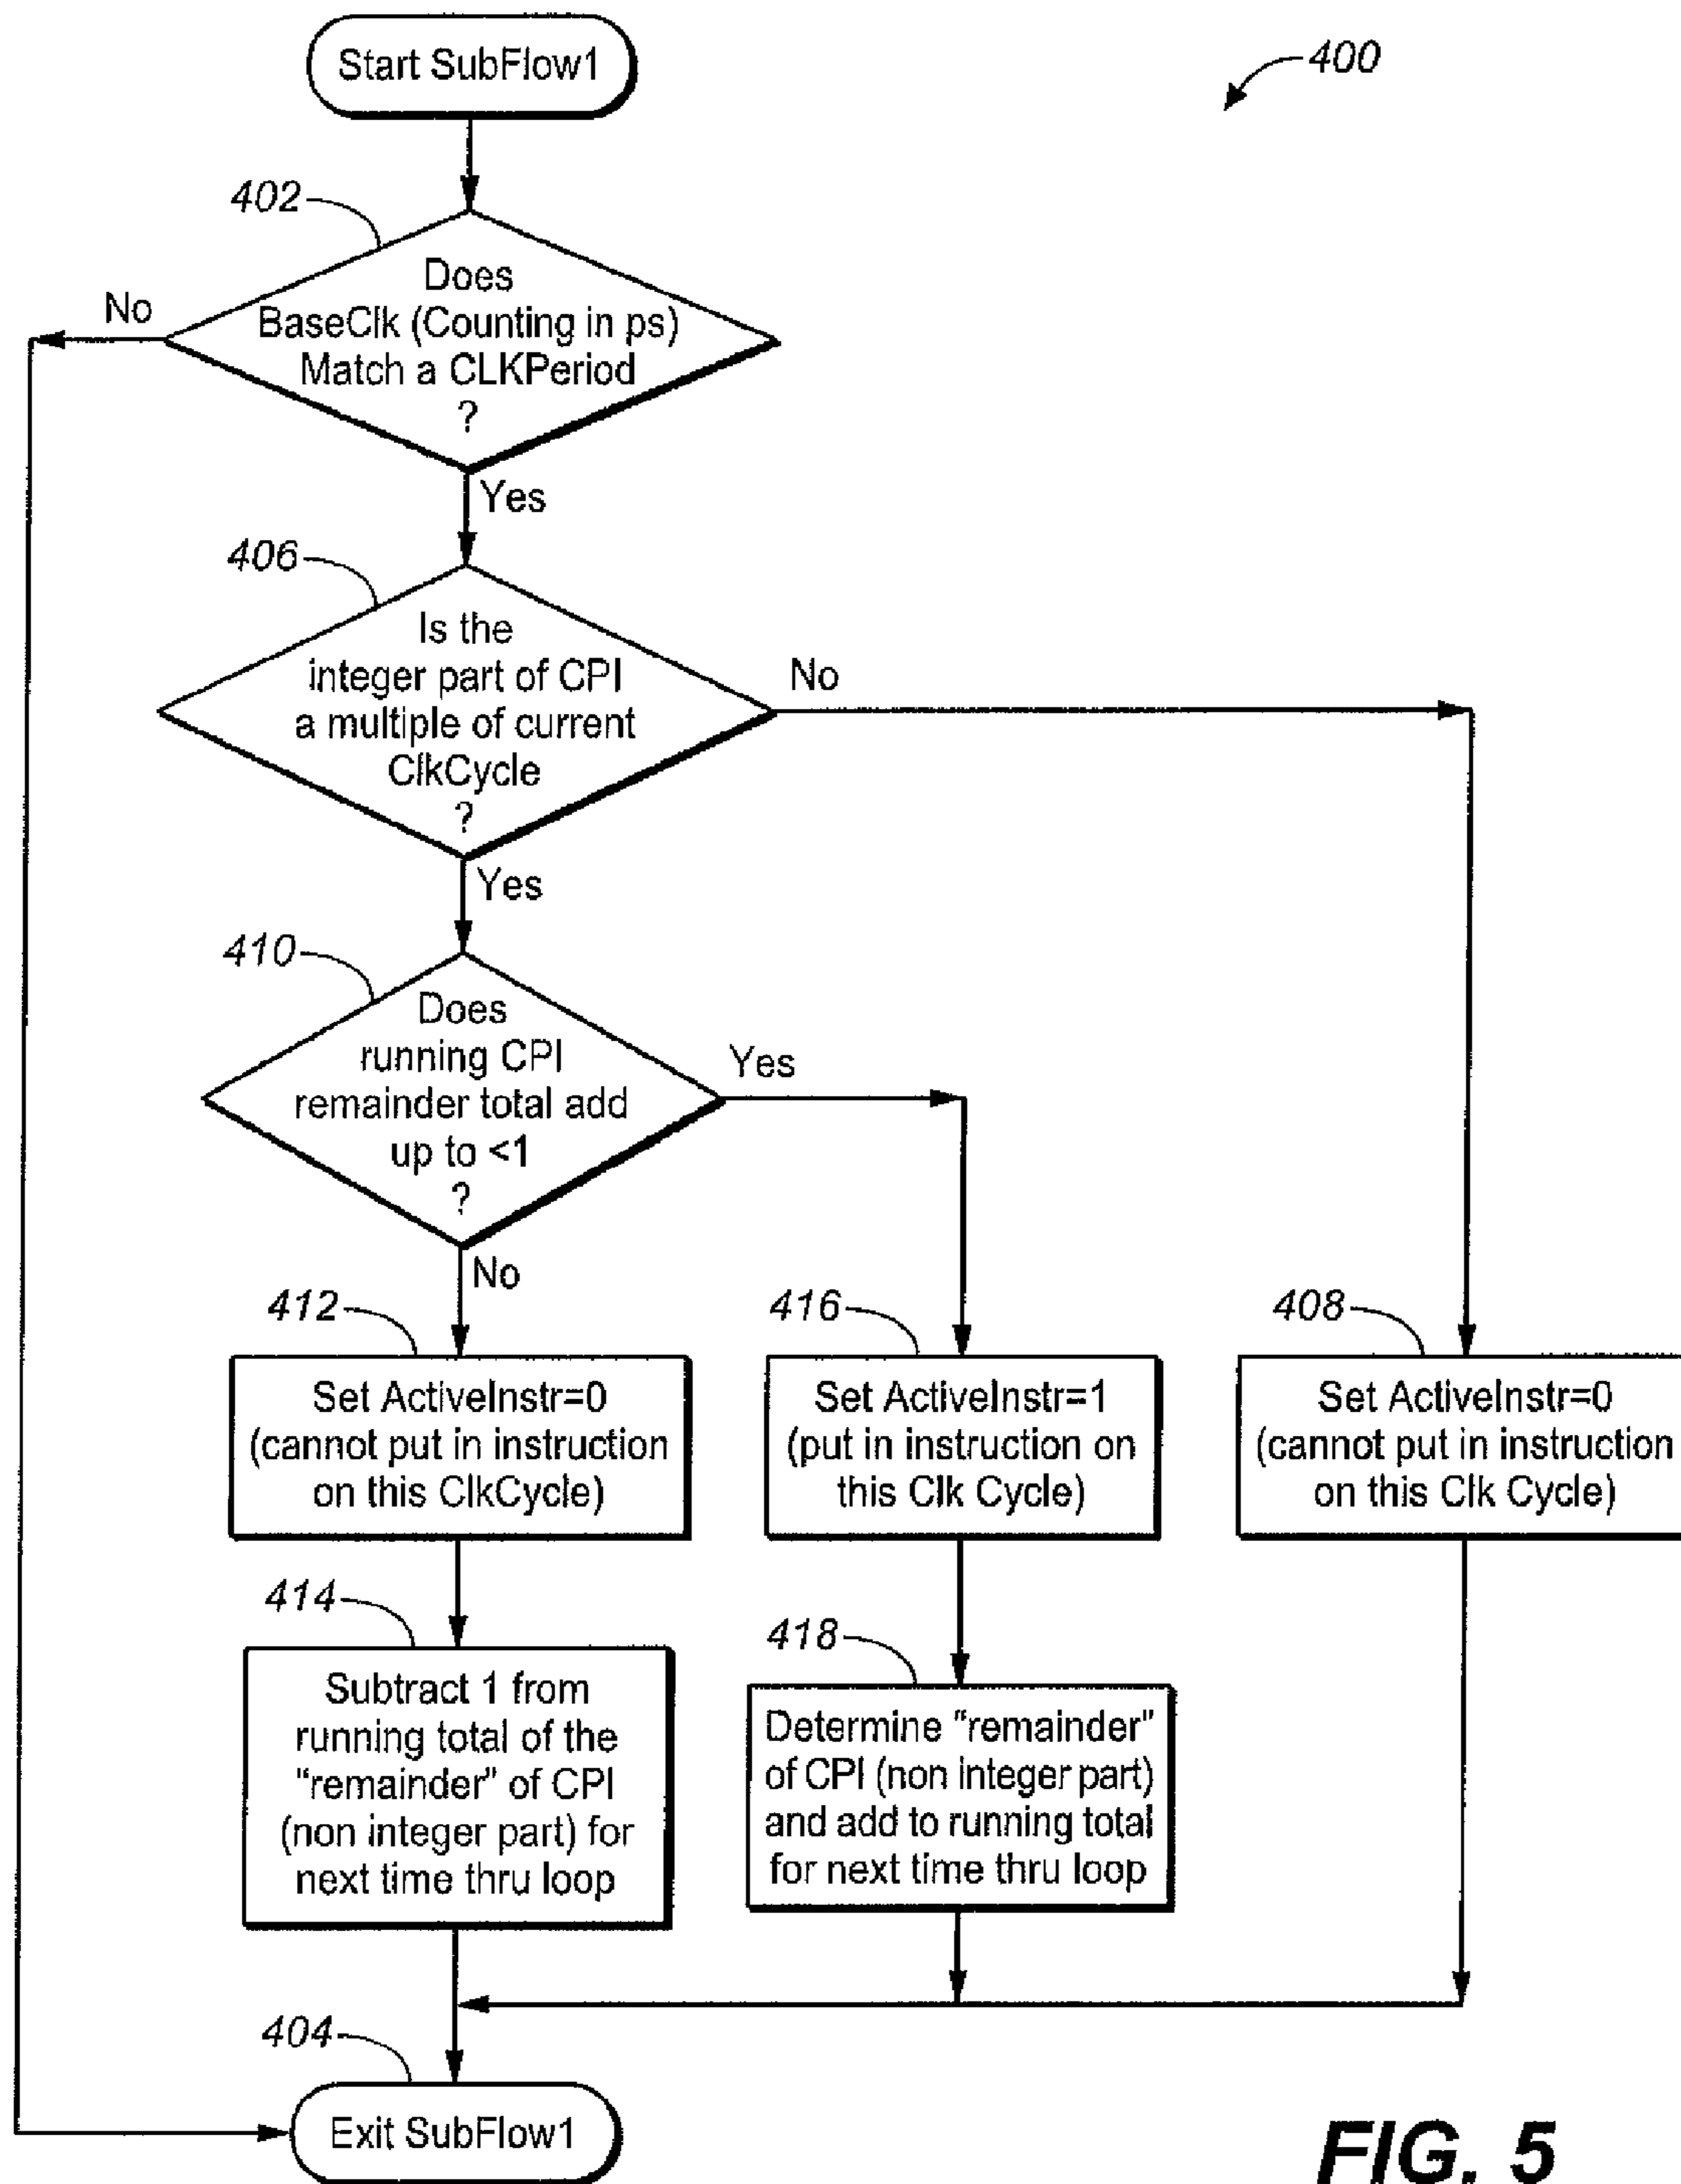 Start SubFlow1
400
402
Does
BaseClk (Counting in ps)
Match a CLKPeriod
?
No
Yes
406
Is the
integer part of CPI
a multiple of current
ClkCycle
?
No
Yes
410
Does
running CPI
remainder total add
up to <1
?
Yes
No
412
Set ActiveInstr=0
(cannot put in instruction
on this ClkCycle)
416
Set ActiveInstr=1
(put in instruction on
this Clk Cycle)
408
Set ActiveInstr=0
(cannot put in instruction
on this Clk Cycle)
414
Subtract 1 from
running total of the
"remainder" of CPI
(non integer part) for
next time thru loop
418
Determine "remainder"
of CPI (non integer part)
and add to running total
for next time thru loop
404
Exit SubFlow1
FIG. 5